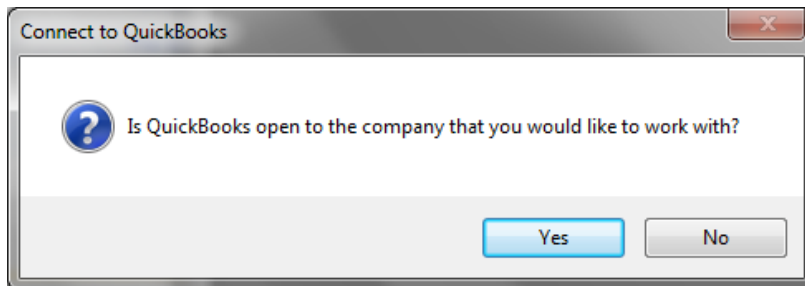 Connect to QuickBooks
Is QuickBooks open to the company that you would like to work with?
Yes
No